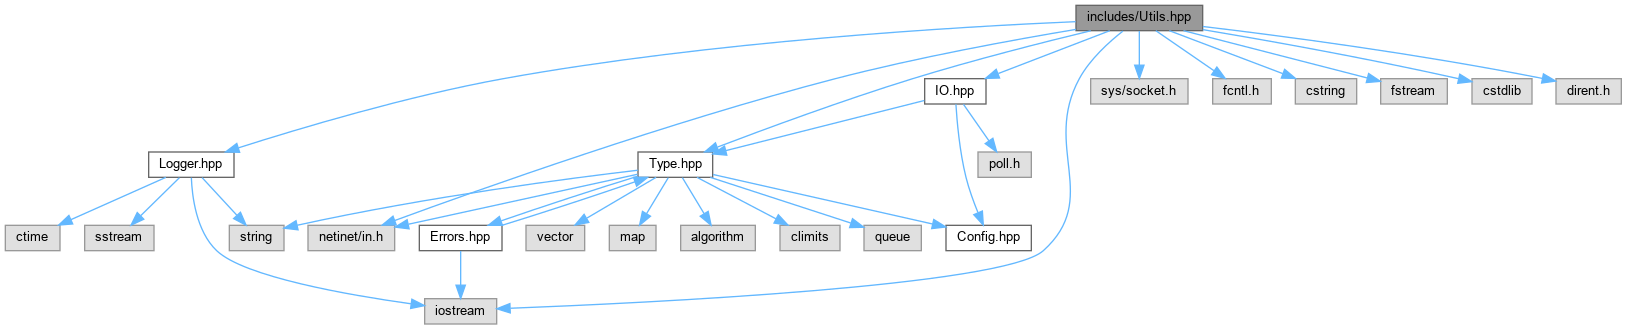 includes/Utils.hpp
IO.hpp
sys/socket.h
fcntl.h
cstring
fstream
cstdlib
dirent.h
Logger.hpp
Type.hpp
poll.h
ctime
sstream
string
netinet/in.h
Errors.hpp
vector
map
algorithm
climits
queue
Config.hpp
iostream